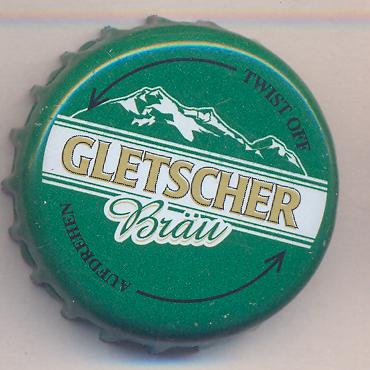 TWIST OFF
GLETSCHER
Bräu
AUFDREHEN